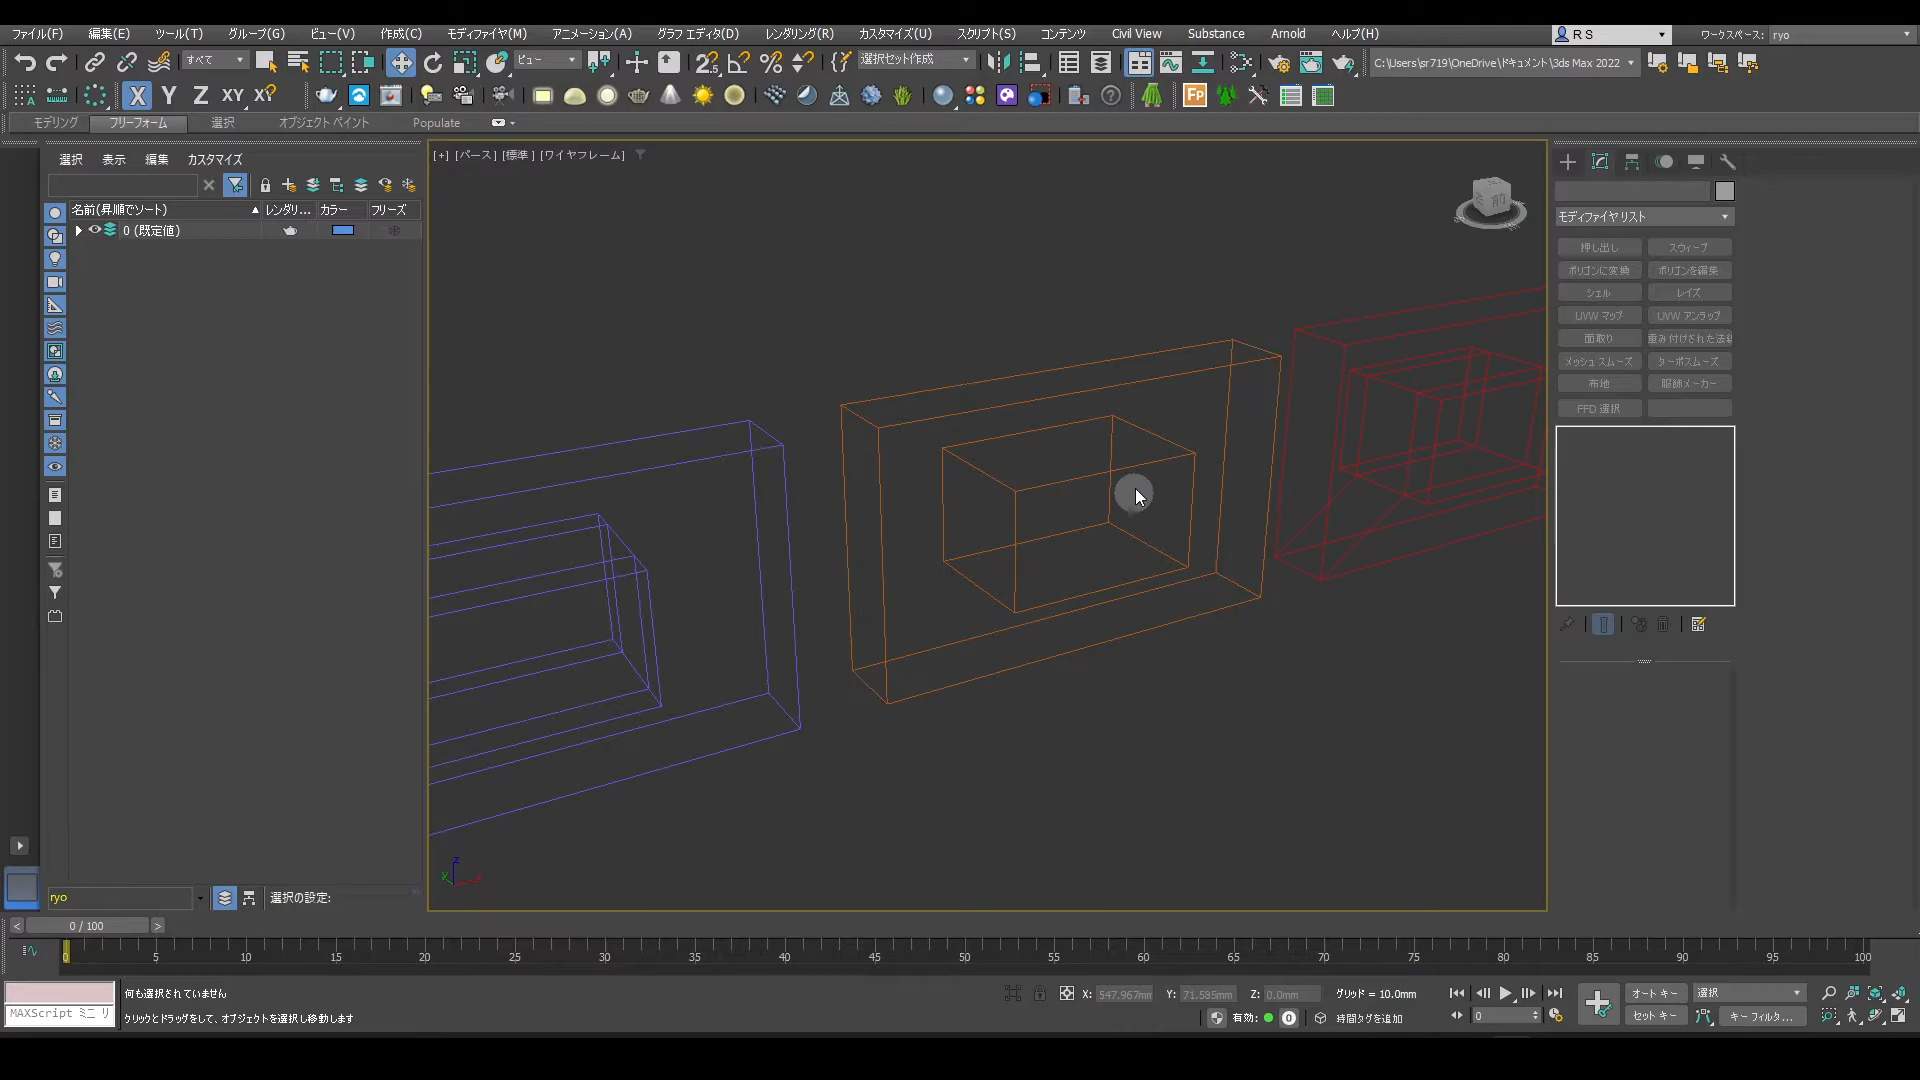 ファイル(F) 編集(E) ツール(T) グループ(G) ビュー(V) 作成(C) モディファイヤ(M) アニメーション(A) グラフ エディタ(D) レンダリング(R) カスタマイズ(U) スクリプト(S) コンテンツ Civil View Substance Arnold ヘルプ(H) R S ワークスペース: ryo
すべて ビュー 選択セット作成 C:\Users\sr719\OneDrive\ドキュメント\3ds Max 2022
X Y Z XY XY
モデリング フリーフォーム 選択 オブジェクト ペイント Populate
選択 表示 編集 カスタマイズ
[+] [パース] [標準] [ワイヤフレーム]
前
名前(昇順でソート) レンダリ... カラー フリーズ
0 (既定値)
モディファイヤ リスト
押し出し スウィープ
ポリゴンに変換 ポリゴンを編集
シェル レイズ
UVW マップ UVW アンラップ
面取り 重み付けされた法線
メッシュ スムーズ ターボスムーズ
布地 服飾メーカー
FFD 選択
z
ryo 選択の設定:
0 / 100
0 5 10 15 20 25 30 35 40 45 50 55 60 65 70 75 80 85 90 95 100
何も選択されていません
MAXScript ミニ リ クリックとドラッグをして、オブジェクトを選択し移動します
X: 547.967mm Y: 71.585mm Z: 0.0mm グリッド = 10.0mm
有効: 時間タグを追加
0
オート キー 選択
セット キー キー フィルタ...